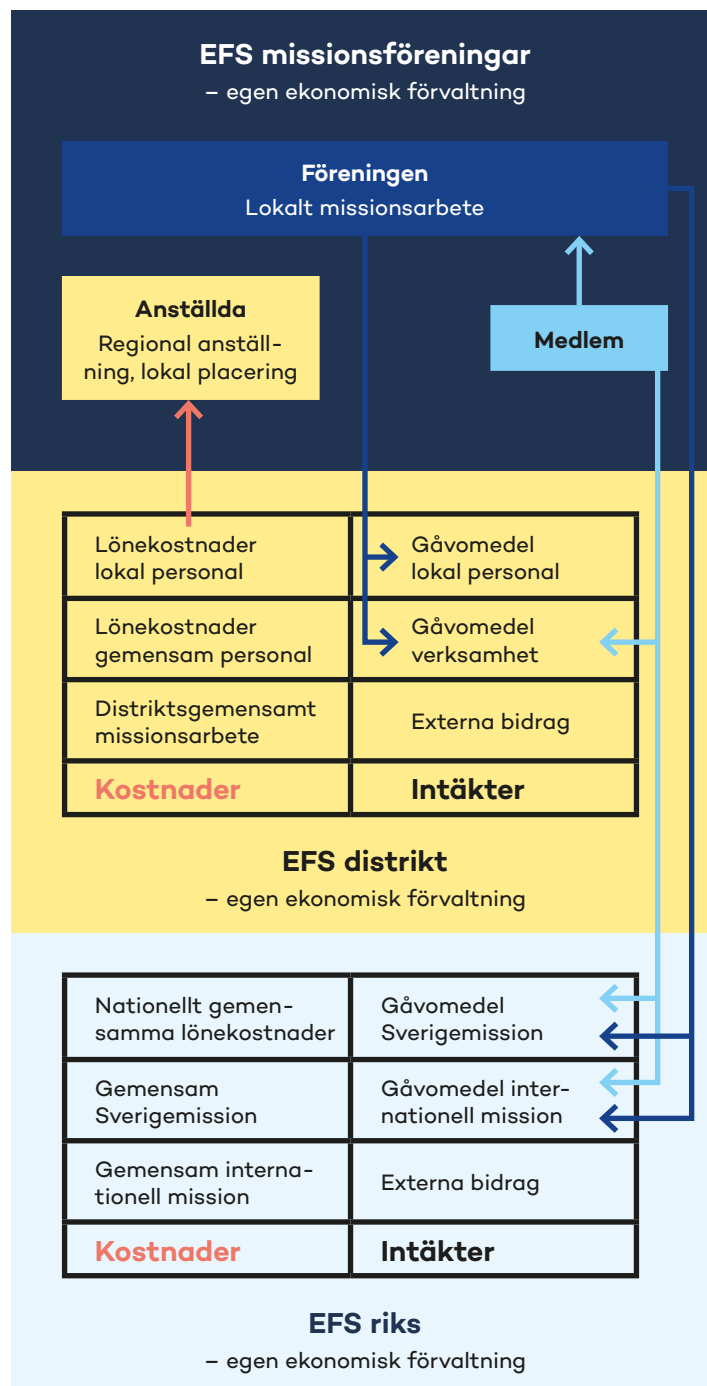 EFS missionsföreningar
– egen ekonomisk förvaltning
Föreningen
Lokalt missionsarbete
Anställda
Regional anställ-
ning, lokal placering
Medlem
Lönekostnader
lokal personal
Gåvomedel
lokal personal
Lönekostnader
gemensam personal
Gåvomedel
verksamhet
Distriktsgemensamt
missionsarbete
Externa bidrag
Kostnader
Intäkter
EFS distrikt
– egen ekonomisk förvaltning
Nationellt gemen-
samma lönekostnader
Gåvomedel
Sverigemission
Gemensam
Sverigemission
Gåvomedel inter-
nationell mission
Gemensam interna-
tionell mission
Externa bidrag
Kostnader
Intäkter
EFS riks
– egen ekonomisk förvaltning